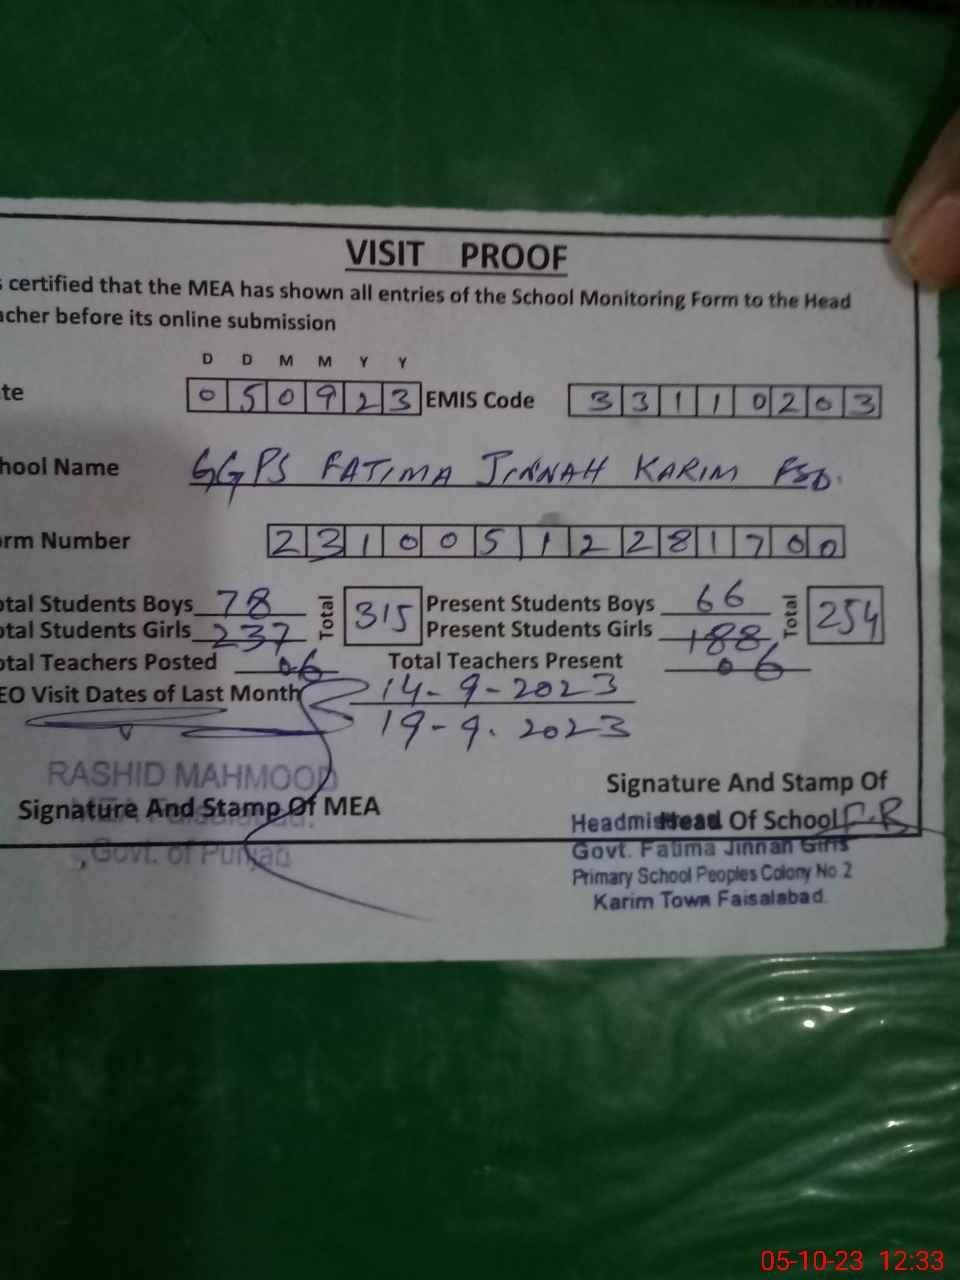 VISIT PROOF
certified that the MEA has shown all entries of the School Monitoring Form to the Head
acher before its online submission
D D M M Y Y
te 0 5 0 9 2 3 EMIS Code 3 3 1 1 0 2 0 3
hool Name GGPS FATIMA JINNAH KARIM FSD.
rm Number 2 3 1 0 0 5 1 2 2 8 1 7 0 0
otal Students Boys 78 Total 315 Present Students Boys 66 Total 254
otal Students Girls 237 Present Students Girls 188
otal Teachers Posted 06 Total Teachers Present 06
EO Visit Dates of Last Month 14-9-2023
19-9.2023
RASHID MAHMOOD
Signature And Stamp Of MEA
Govt. of Punjab
Signature And Stamp Of
Head Of School
Headmis
Govt. Fatima Jinnah Girls
Primary School Peoples Colony No.2
Karim Town Faisalabad.
05-10-23 12:33